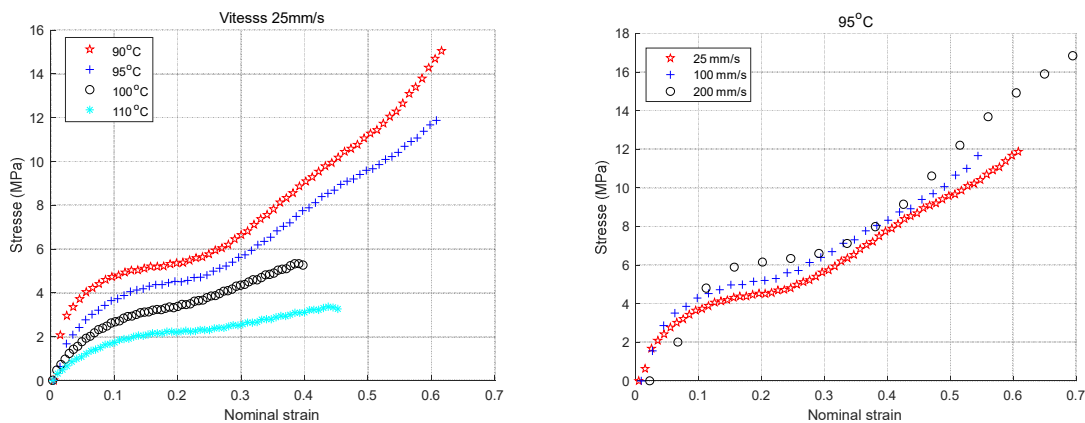 Vitesss 25mm/s
16
14
12
10
8
6
4
2
0
Stresse (MPa)
90°C
95°C
100°C
110°C
0 0.1 0.2 0.3 0.4 0.5 0.6 0.7
Nominal strain
95°C
18
16
14
12
10
8
6
4
2
0
Stresse (MPa)
25 mm/s
100 mm/s
200 mm/s
0 0.1 0.2 0.3 0.4 0.5 0.6 0.7
Nominal strain